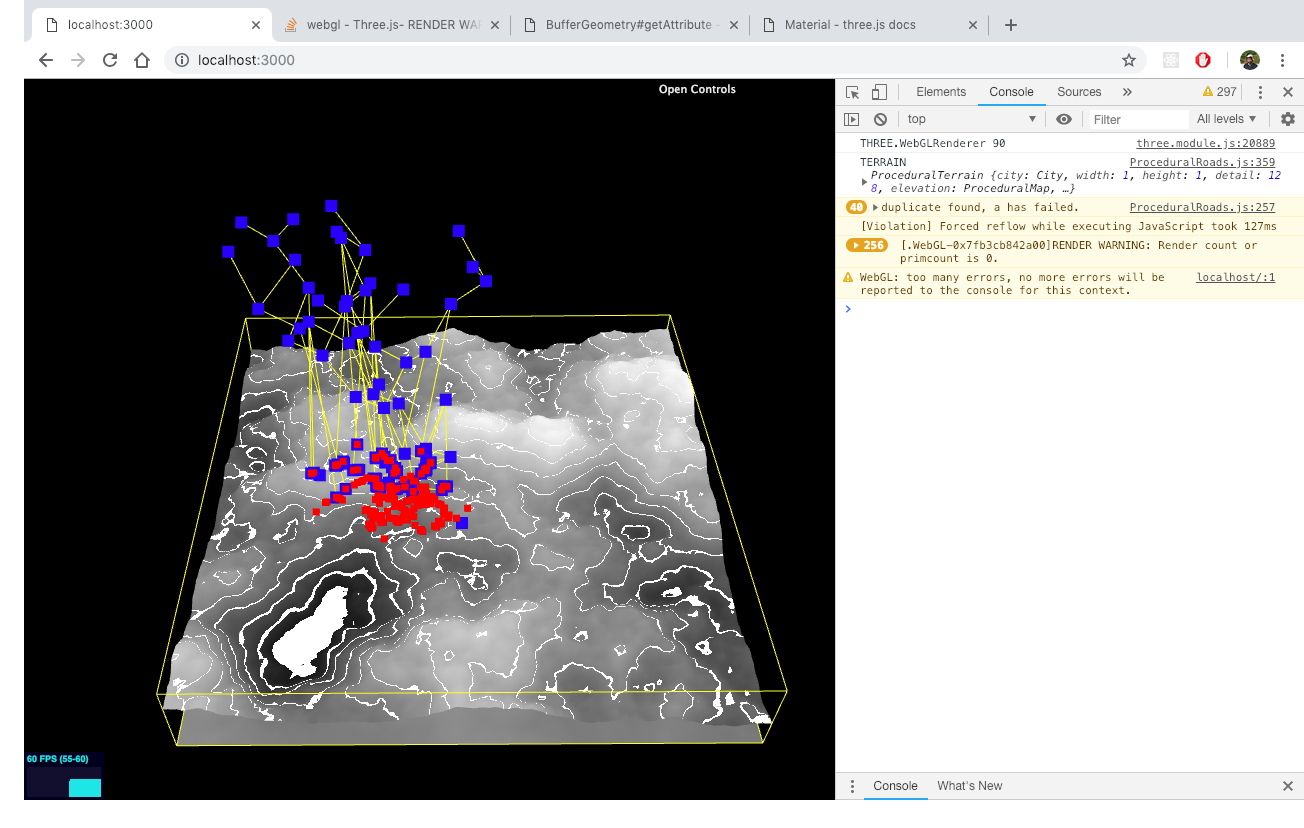 localhost:3000
webgl - Three.js- RENDER WAR
BufferGeometry#getAttribute -
Material - three.js docs
localhost:3000
Open Controls
Elements Console Sources » 297
top Filter All levels
THREE.WebGLRenderer 90 three.module.js:20889
TERRAIN ProceduralRoads.js:359
ProceduralTerrain {city: City, width: 1, height: 1, detail: 12
8, elevation: ProceduralMap, …}
40 duplicate found, a has failed. ProceduralRoads.js:257
[Violation] Forced reflow while executing JavaScript took 127ms
256 [.WebGL-0x7fb3cb842a00]RENDER WARNING: Render count or
primcount is 0.
WebGL: too many errors, no more errors will be localhost/:1
reported to the console for this context.
60 FPS (55-60)
Console What's New